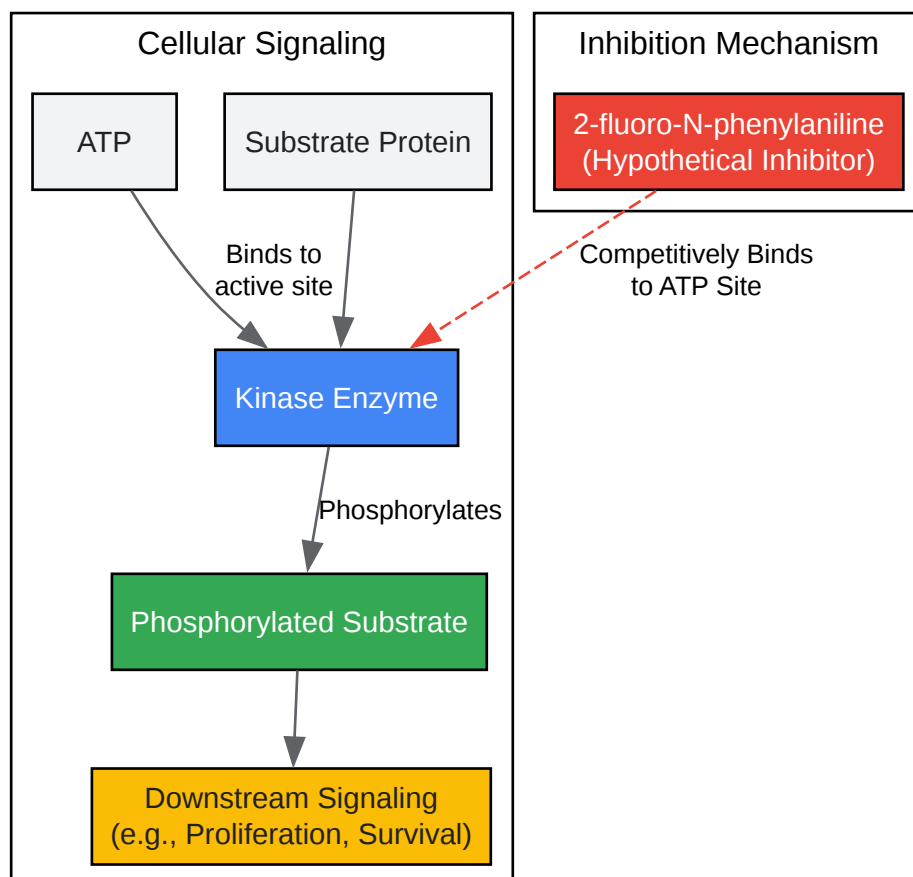 Cellular Signaling
Inhibition Mechanism
ATP
Substrate Protein
2-fluoro-N-phenylaniline
(Hypothetical Inhibitor)
Binds to
active site
Competitively Binds
to ATP Site
Kinase Enzyme
Phosphorylates
Phosphorylated Substrate
Downstream Signaling
(e.g., Proliferation, Survival)